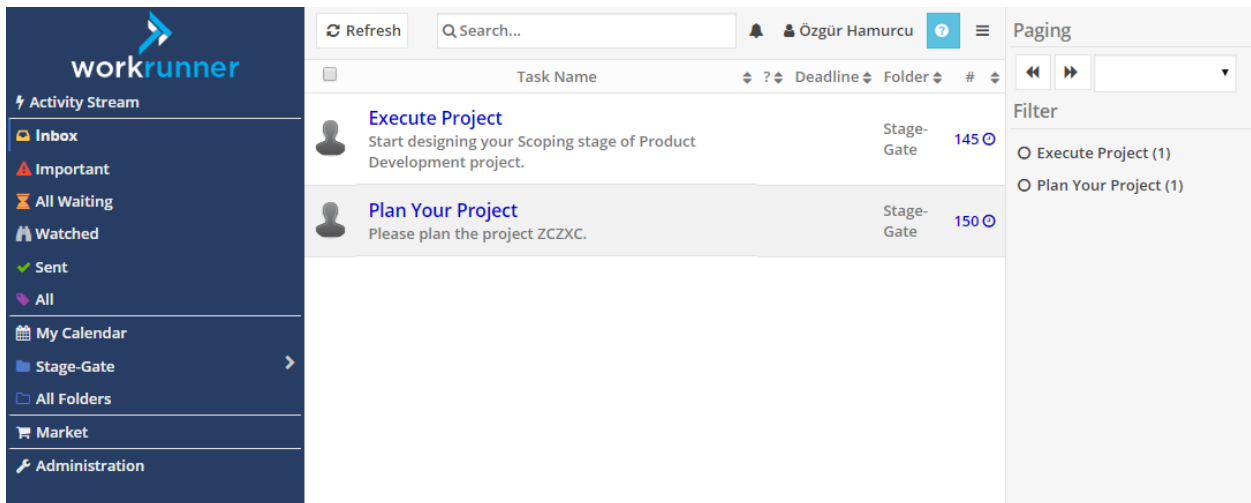 workrunner
Activity Stream
Inbox
Important
All Waiting
Watched
Sent
All
My Calendar
Stage-Gate
All Folders
Market
Administration
Refresh
Search...
Özgür Hamurcu
?
Task Name
?
Deadline
Folder
#
Execute Project
Start designing your Scoping stage of Product
Development project.
Stage-
Gate
145
Plan Your Project
Please plan the project ZCZXC.
Stage-
Gate
150
Paging
Filter
Execute Project (1)
Plan Your Project (1)